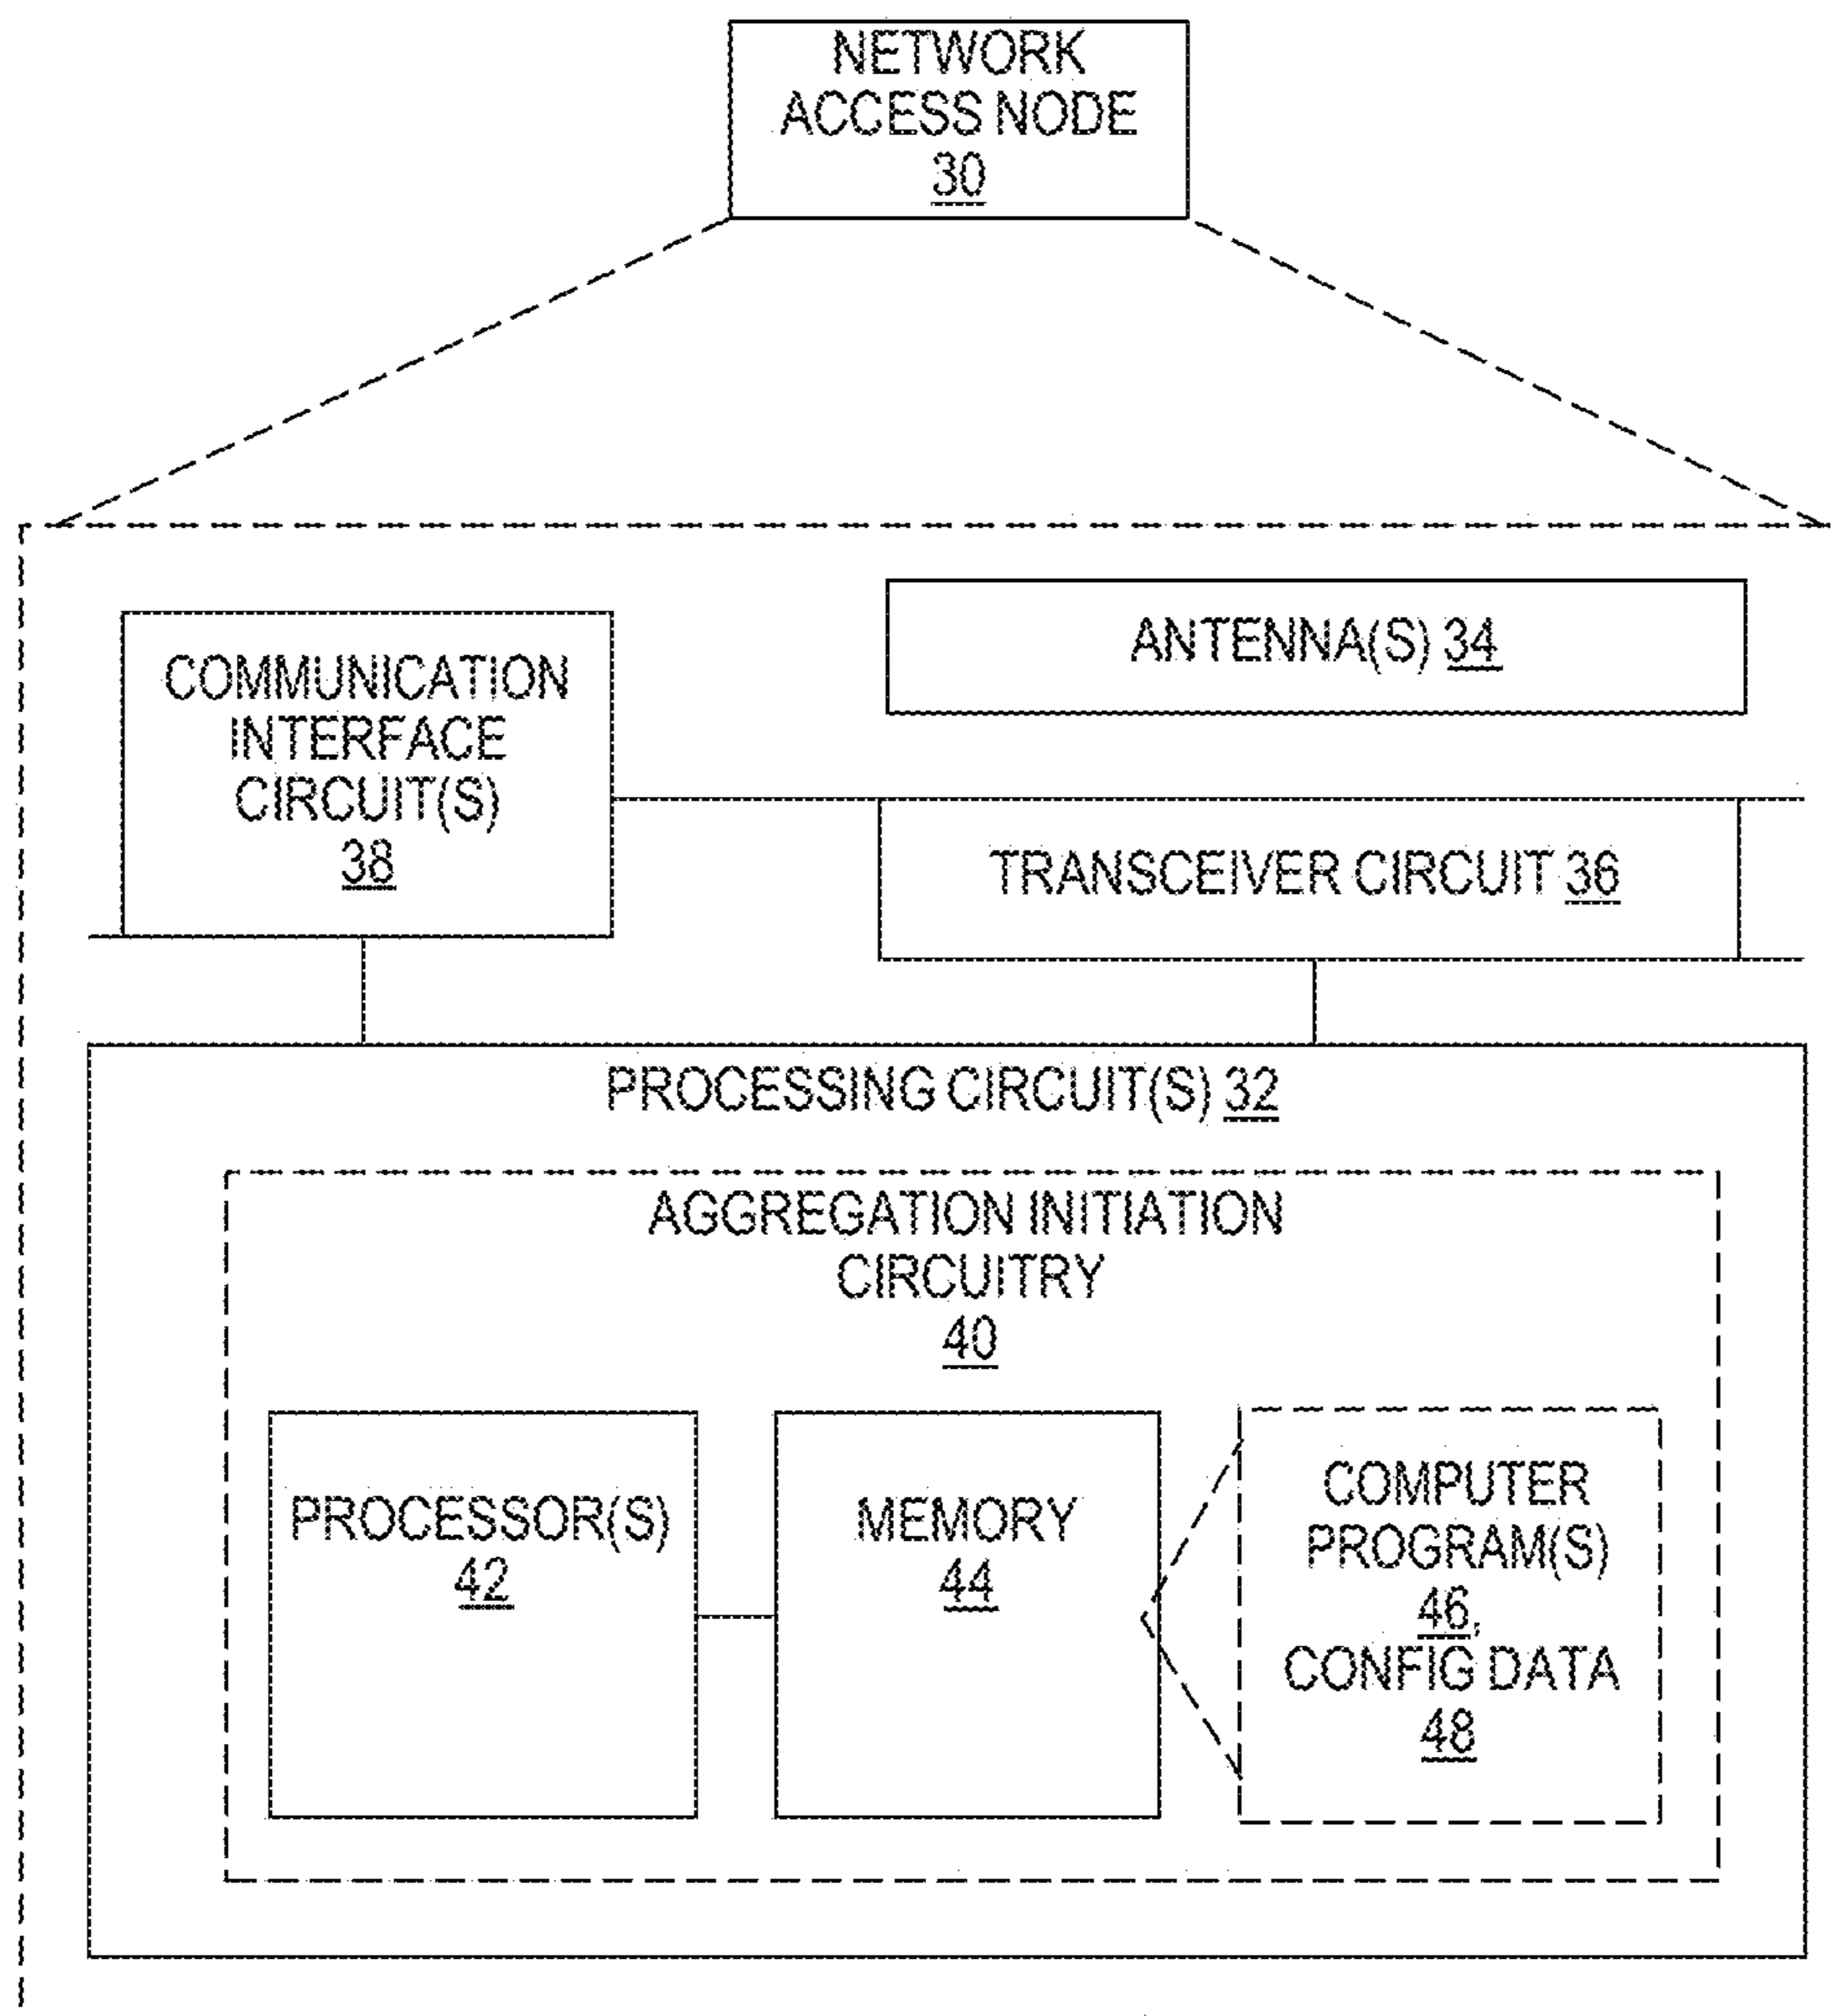 NETWORK
ACCESS NODE
30
ANTENNA(S) 34
COMMUNICATION
INTERFACE
CIRCUIT(S)
38
TRANSCEIVER CIRCUIT 36
PROCESSING CIRCUIT(S) 32
AGGREGATION INITIATION
CIRCUITRY
40
PROCESSOR(S)
42
MEMORY
44
COMPUTER
PROGRAM(S)
46,
CONFIG DATA
48